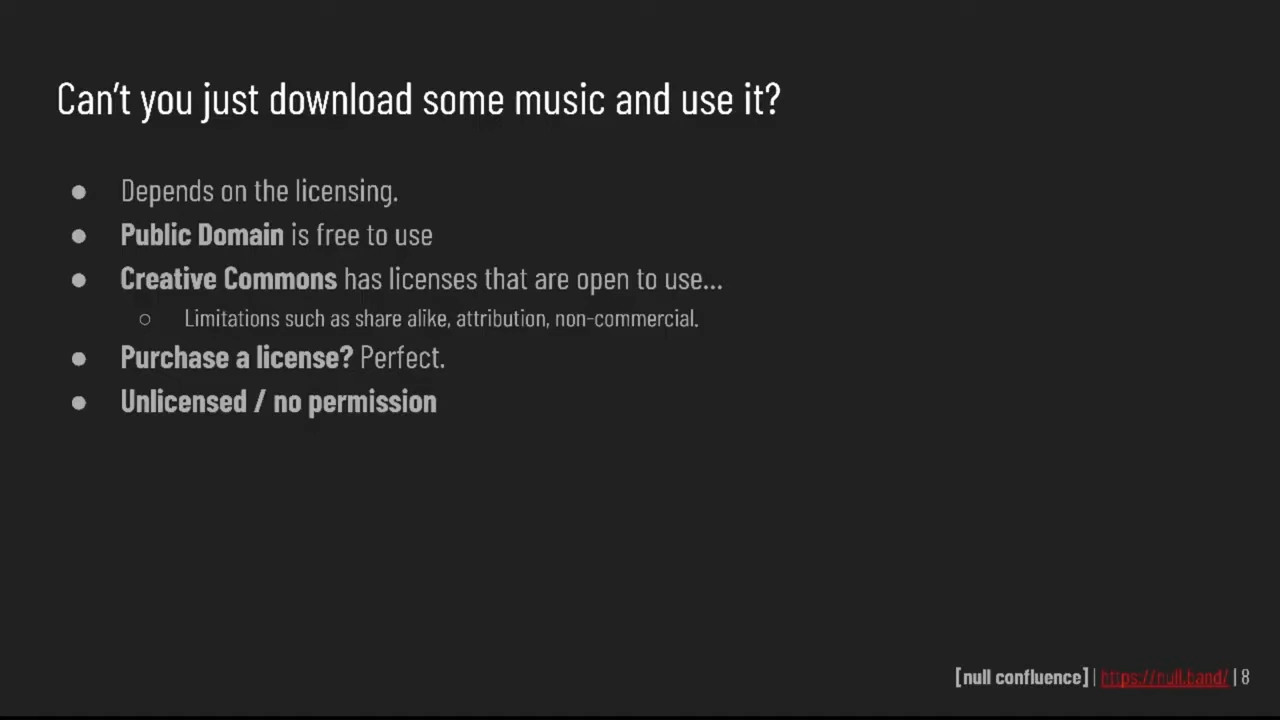 Can't you just download some music and use it?
● Depends on the licensing.
● Public Domain is free to use
● Creative Commons has licenses that are open to use...
○ Limitations such as share alike, attribution, non-commercial.
● Purchase a license? Perfect.
● Unlicensed / no permission
[null confluence] | https://null.band/ | 8